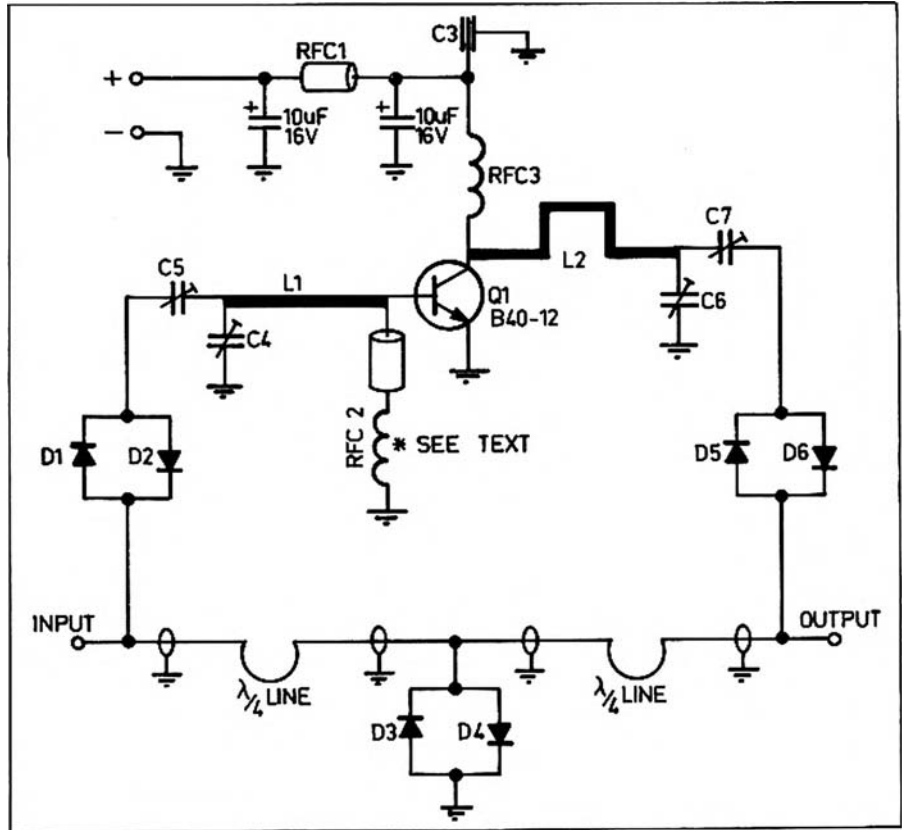 C3
RFC1
+
+
10uF
16V
+
10uF
16V
-
RFC3
C7
L2
C5
L1
Q1
B40-12
C6
C4
RFC 2
* SEE TEXT
D1
D2
D5
D6
INPUT
OUTPUT
λ/4 LINE
λ/4 LINE
D3
D4